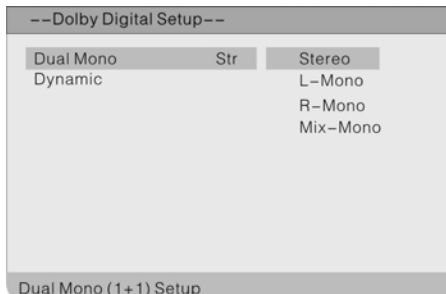 --Dolby Digital Setup--
Dual Mono Str Stereo
Dynamic L-Mono
R-Mono
Mix-Mono
Dual Mono (1+1) Setup